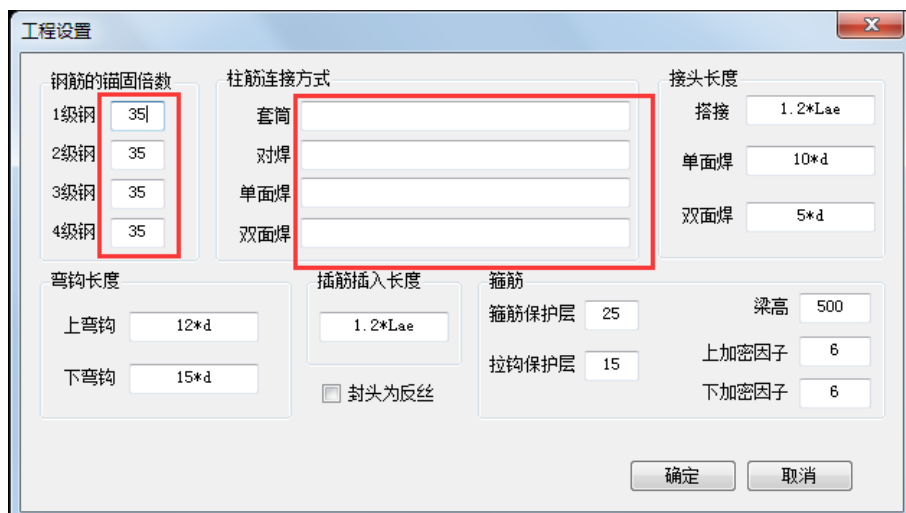 工程设置
钢筋的锚固倍数
1级钢 35
2级钢 35
3级钢 35
4级钢 35
柱筋连接方式
套筒
对焊
单面焊
双面焊
接头长度
搭接 1.2*Lae
单面焊 10*d
双面焊 5*d
弯钩长度
上弯钩 12*d
下弯钩 15*d
插筋插入长度
1.2*Lae
封头为反丝
箍筋
箍筋保护层 25
拉钩保护层 15
梁高 500
上加密因子 6
下加密因子 6
确定
取消